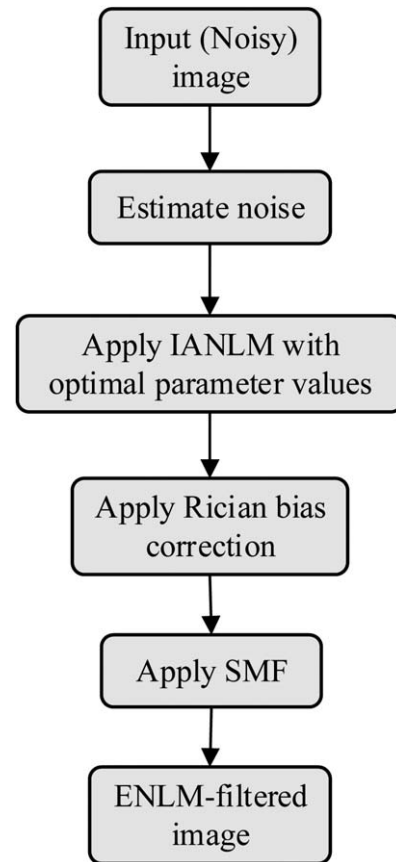 Input (Noisy)
image
Estimate noise
Apply IANLM with
optimal parameter values
Apply Rician bias
correction
Apply SMF
ENLM-filtered
image